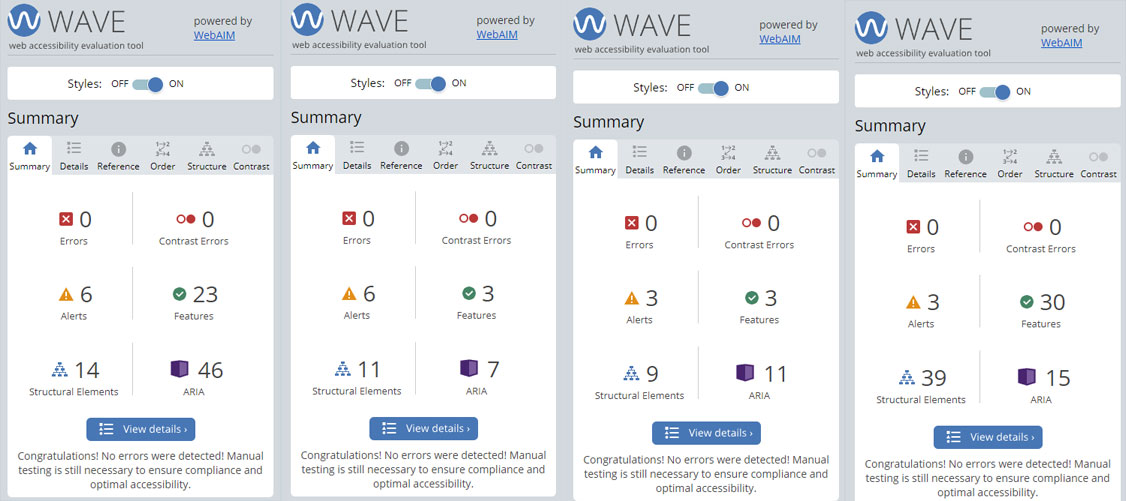 WAVE
powered by
WebAIM
web accessibility evaluation tool
Styles: OFF ON
Summary
Summary Details Reference Order Structure Contrast
0 0
Errors Contrast Errors
6 23
Alerts Features
14 46
Structural Elements ARIA
View details ›
Congratulations! No errors were detected! Manual
testing is still necessary to ensure compliance and
optimal accessibility.
WAVE
powered by
WebAIM
web accessibility evaluation tool
Styles: OFF ON
Summary
Summary Details Reference Order Structure Contrast
0 0
Errors Contrast Errors
6 3
Alerts Features
11 7
Structural Elements ARIA
View details ›
Congratulations! No errors were detected! Manual
testing is still necessary to ensure compliance and
optimal accessibility.
WAVE
powered by
WebAIM
web accessibility evaluation tool
Styles: OFF ON
Summary
Summary Details Reference Order Structure Contrast
0 0
Errors Contrast Errors
3 3
Alerts Features
9 11
Structural Elements ARIA
View details ›
Congratulations! No errors were detected! Manual
testing is still necessary to ensure compliance and
optimal accessibility.
WAVE
powered by
WebAIM
web accessibility evaluation tool
Styles: OFF ON
Summary
Summary Details Reference Order Structure Contrast
0 0
Errors Contrast Errors
3 30
Alerts Features
39 15
Structural Elements ARIA
View details ›
Congratulations! No errors were detected! Manual
testing is still necessary to ensure compliance and
optimal accessibility.